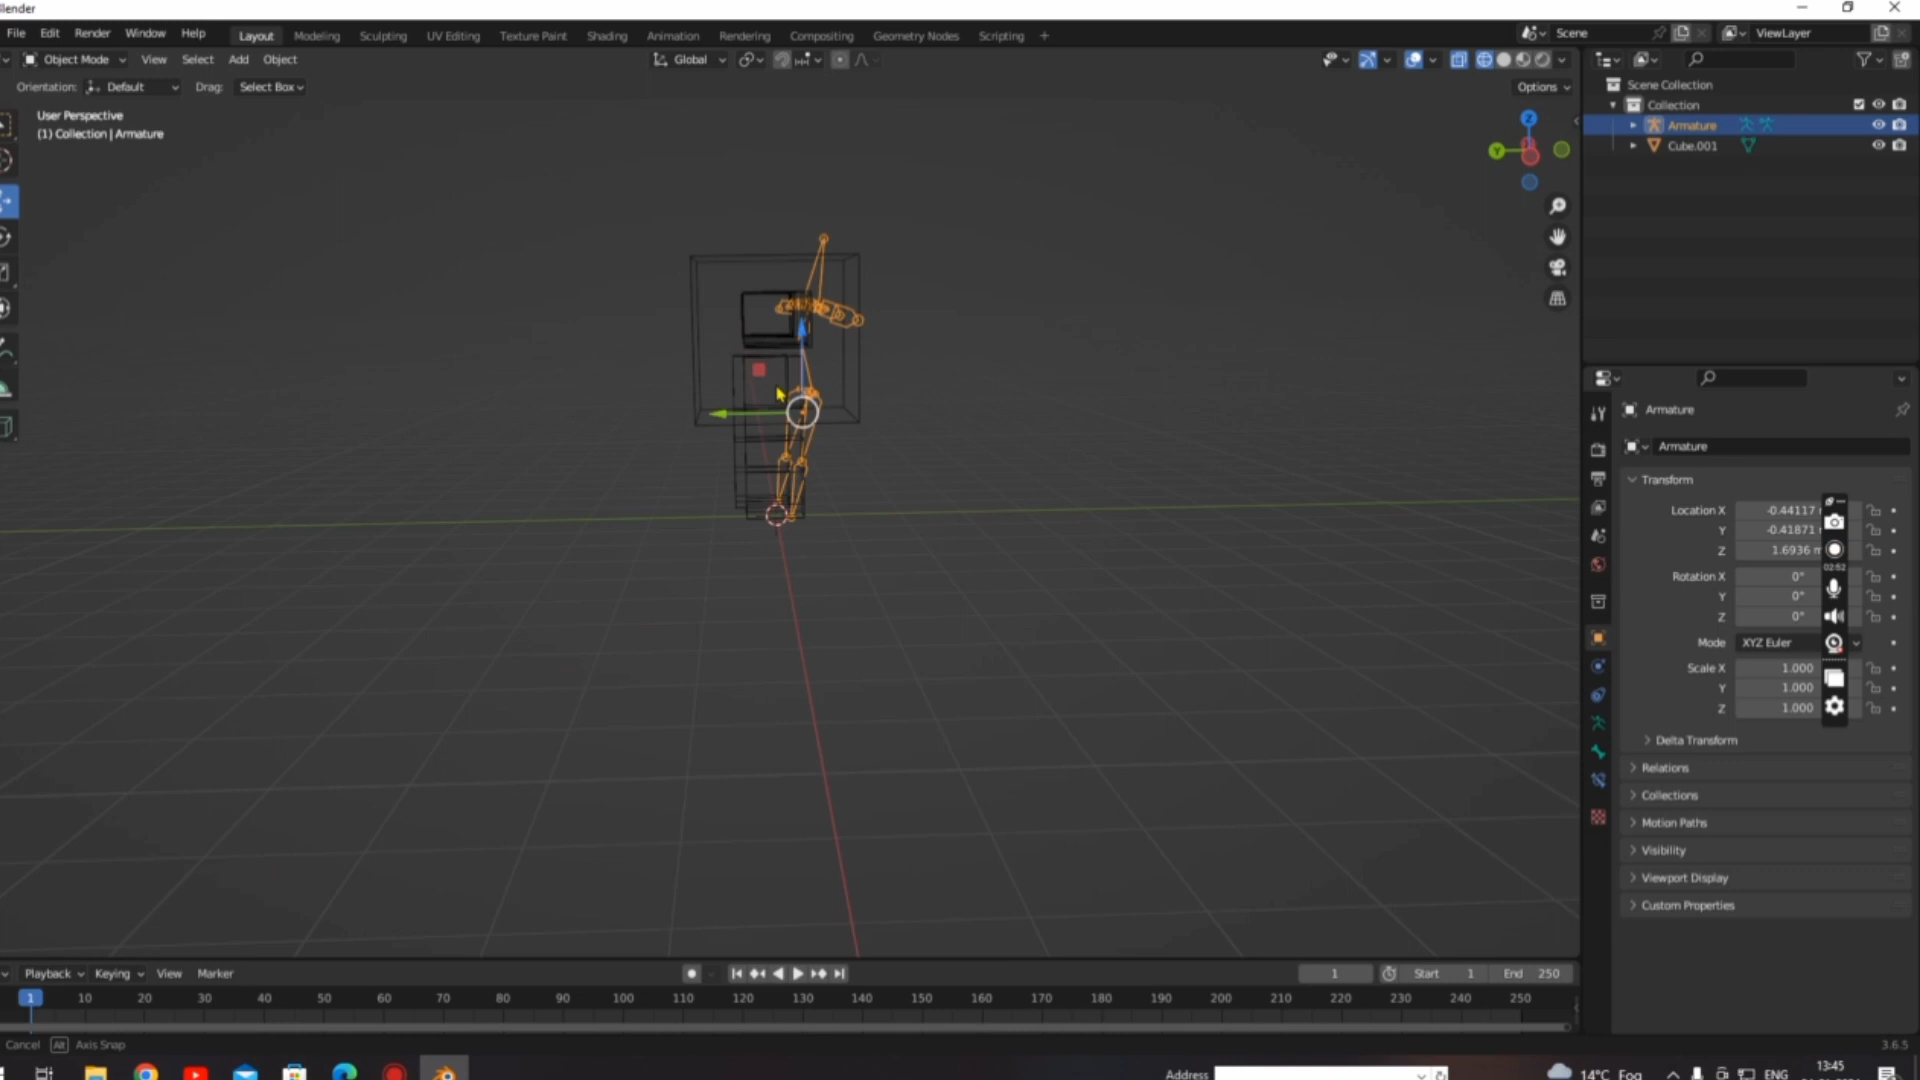 Blender
File Edit Render Window Help Layout Modeling Sculpting UV Editing Texture Paint Shading Animation Rendering Compositing Geometry Nodes Scripting + Scene ViewLayer
Object Mode View Select Add Object Global
Orientation: Default Drag: Select Box Options
User Perspective
(1) Collection | Armature
Z
Y
Scene Collection
Collection
Armature
Cube.001
Armature
Armature
Transform
Location X -0.44117
Y -0.41871
Z 1.6936 m
02:52
Rotation X 0°
Y 0°
Z 0°
Mode XYZ Euler
Scale X 1.000
Y 1.000
Z 1.000
Delta Transform
Relations
Collections
Motion Paths
Visibility
Viewport Display
Custom Properties
Playback Keying View Marker 1 Start 1 End 250
1 10 20 30 40 50 60 70 80 90 100 110 120 130 140 150 160 170 180 190 200 210 220 230 240 250
Cancel Alt Axis Snap 3.6.5
Address 14°C Fog ENG 13:45